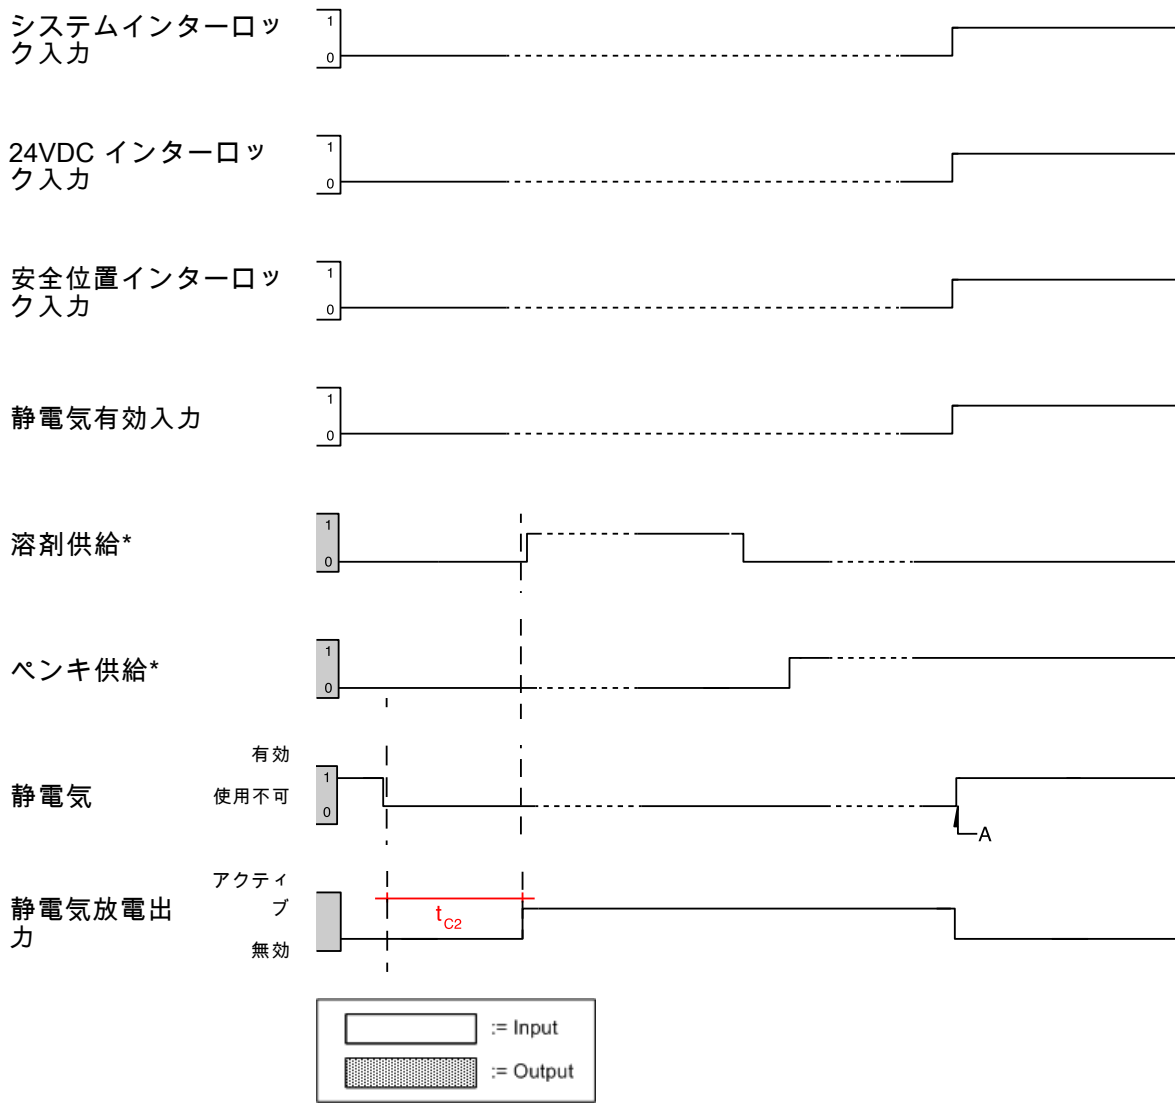 システムインターロッ
ク入力
1
0
24VDC インターロッ
ク入力
1
0
安全位置インターロッ
ク入力
1
0
静電気有効入力
1
0
溶剤供給*
1
0
ペンキ供給*
1
0
静電気
有効
使用不可
1
0
A
静電気放電出
力
アクティ
ブ
無効
tC2
:= Input
:= Output